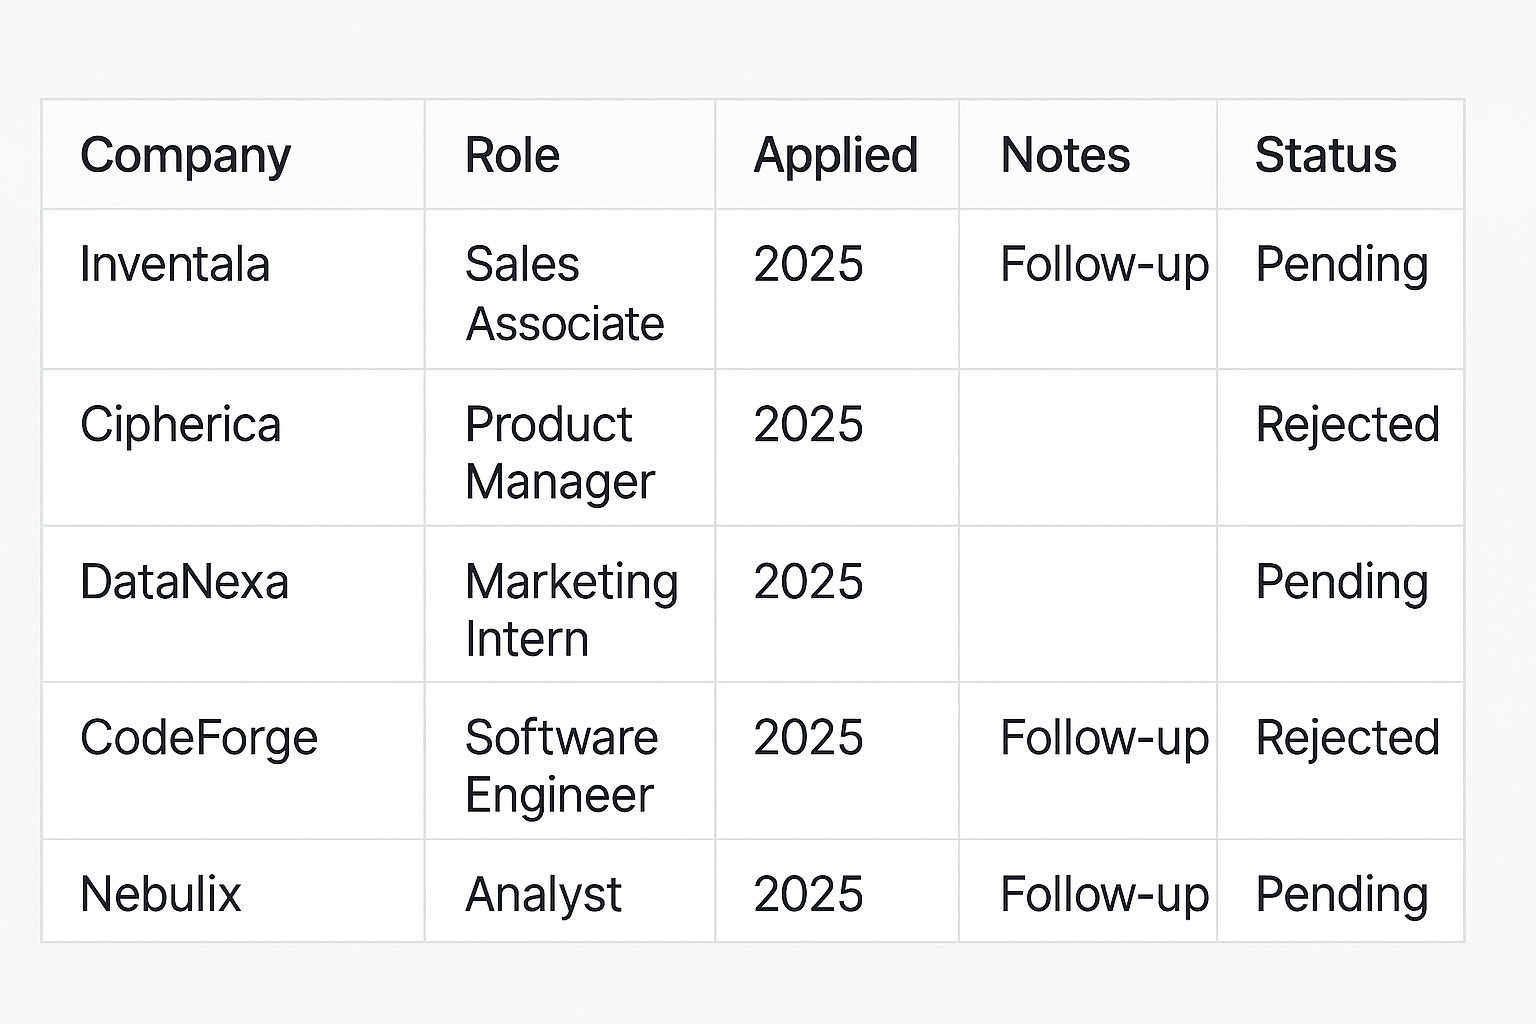 Company Role Applied Notes Status
Inventala Sales 2025 Follow-up Pending
Associate
Cipherica Product 2025 Rejected
Manager
DataNexa Marketing 2025 Pending
Intern
CodeForge Software 2025 Follow-up Rejected
Engineer
Nebulix Analyst 2025 Follow-up Pending